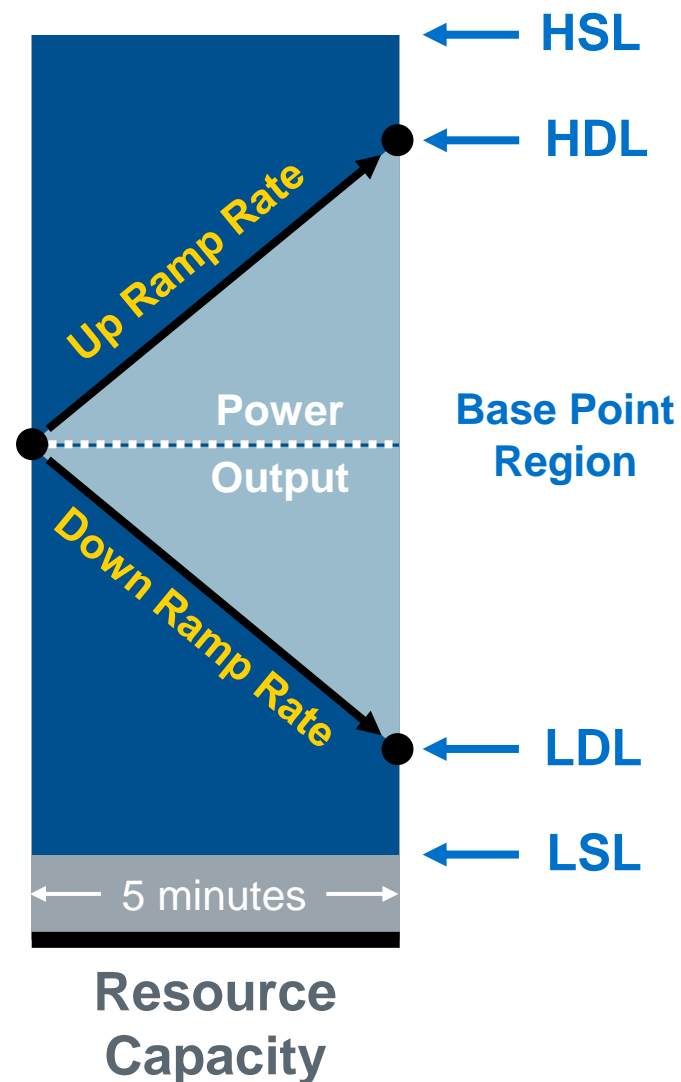 HSL
HDL
Up Ramp Rate
Power
Output
Base Point
Region
Down Ramp Rate
LDL
LSL
5 minutes
Resource
Capacity